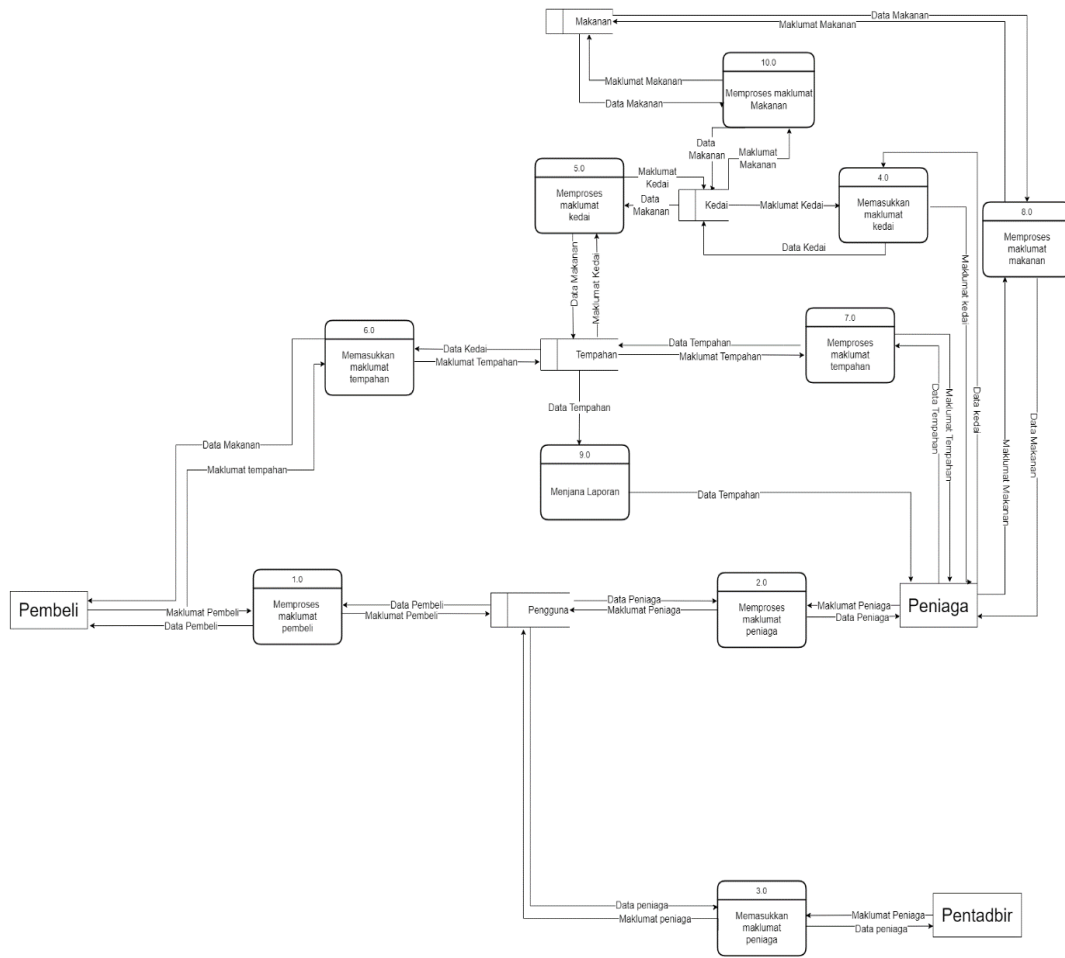 Makanan
Data Makanan
Maklumat Makanan
10.0
Memproses maklumat
Makanan
Maklumat Makanan
Data Makanan
Data
Makanan
Maklumat
Makanan
5.0
Memproses
maklumat
kedai
Maklumat
Kedai
Data
Makanan
Kedai
Maklumat Kedai
Data Kedai
4.0
Memasukkan
maklumat
kedai
8.0
Memproses
maklumat
makanan
Data Makanan
Maklumat Kedai
Maklumat kedai
Data kedai
6.0
Memasukkan
maklumat
tempahan
Data Kedai
Maklumat Tempahan
Tempahan
Data Tempahan
Maklumat Tempahan
7.0
Memproses
maklumat
tempahan
Data Tempahan
Maklumat Tempahan
Maklumat Makanan
Data Makanan
Data Tempahan
Data Makanan
Maklumat tempahan
9.0
Menjana Laporan
Data Tempahan
Pembeli
Maklumat Pembeli
Data Pembeli
1.0
Memproses
maklumat
pembeli
Data Pembeli
Maklumat Pembeli
Pengguna
Data Peniaga
Maklumat Peniaga
2.0
Memproses
maklumat
peniaga
Maklumat Peniaga
Data Peniaga
Peniaga
Data peniaga
Maklumat peniaga
3.0
Memasukkan
maklumat
peniaga
Maklumat Peniaga
Data peniaga
Pentadbir